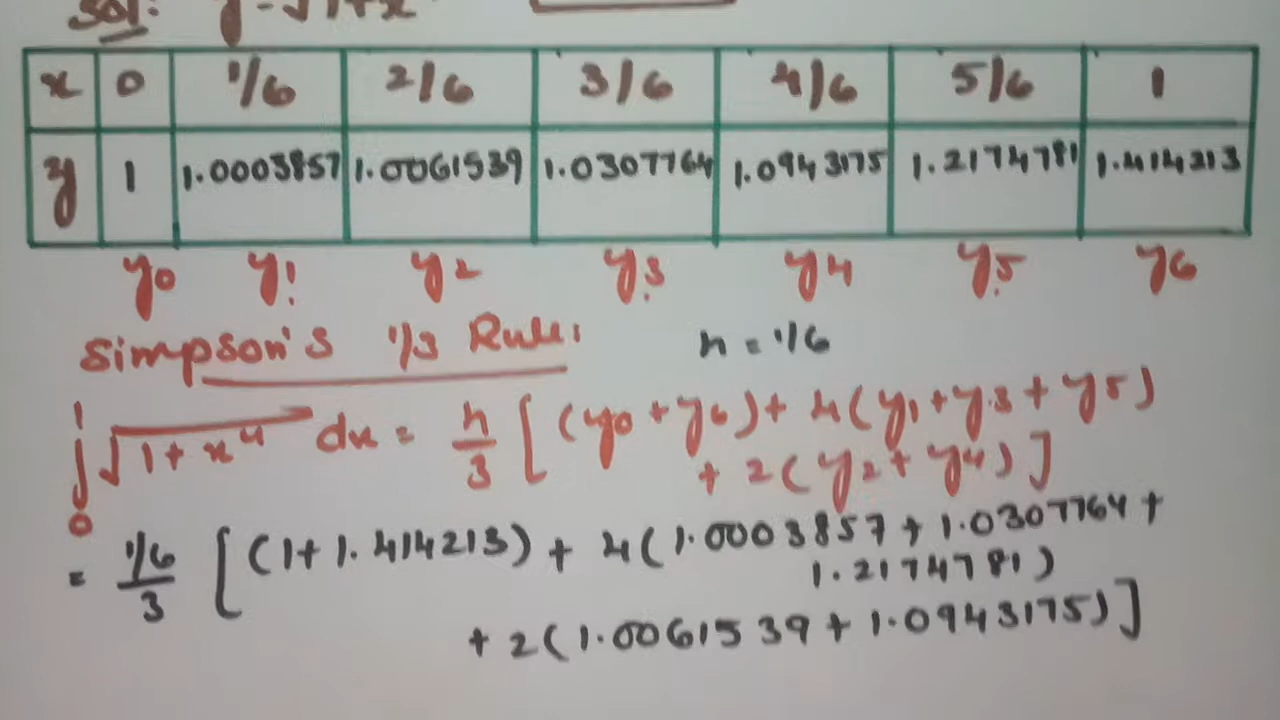 Sol: y = √1+x
x 0 1/6 2/6 3/6 4/6 5/6 1
y 1 1.0003857 1.0061539 1.0307764 1.0943175 1.2174781 1.414213
y0 y1 y2 y3 y4 y5 y6
Simpson's 1/3 Rule: h = 1/6
∫₀¹ √1+x⁴ dx = h/3 [(y0+y6)+4(y1+y3+y5)
+2(y2+y4)]
= 1/6/3 [(1+1.414213)+4(1.0003857+1.0307764+
1.2174781)
+2(1.0061539+1.0943175)]